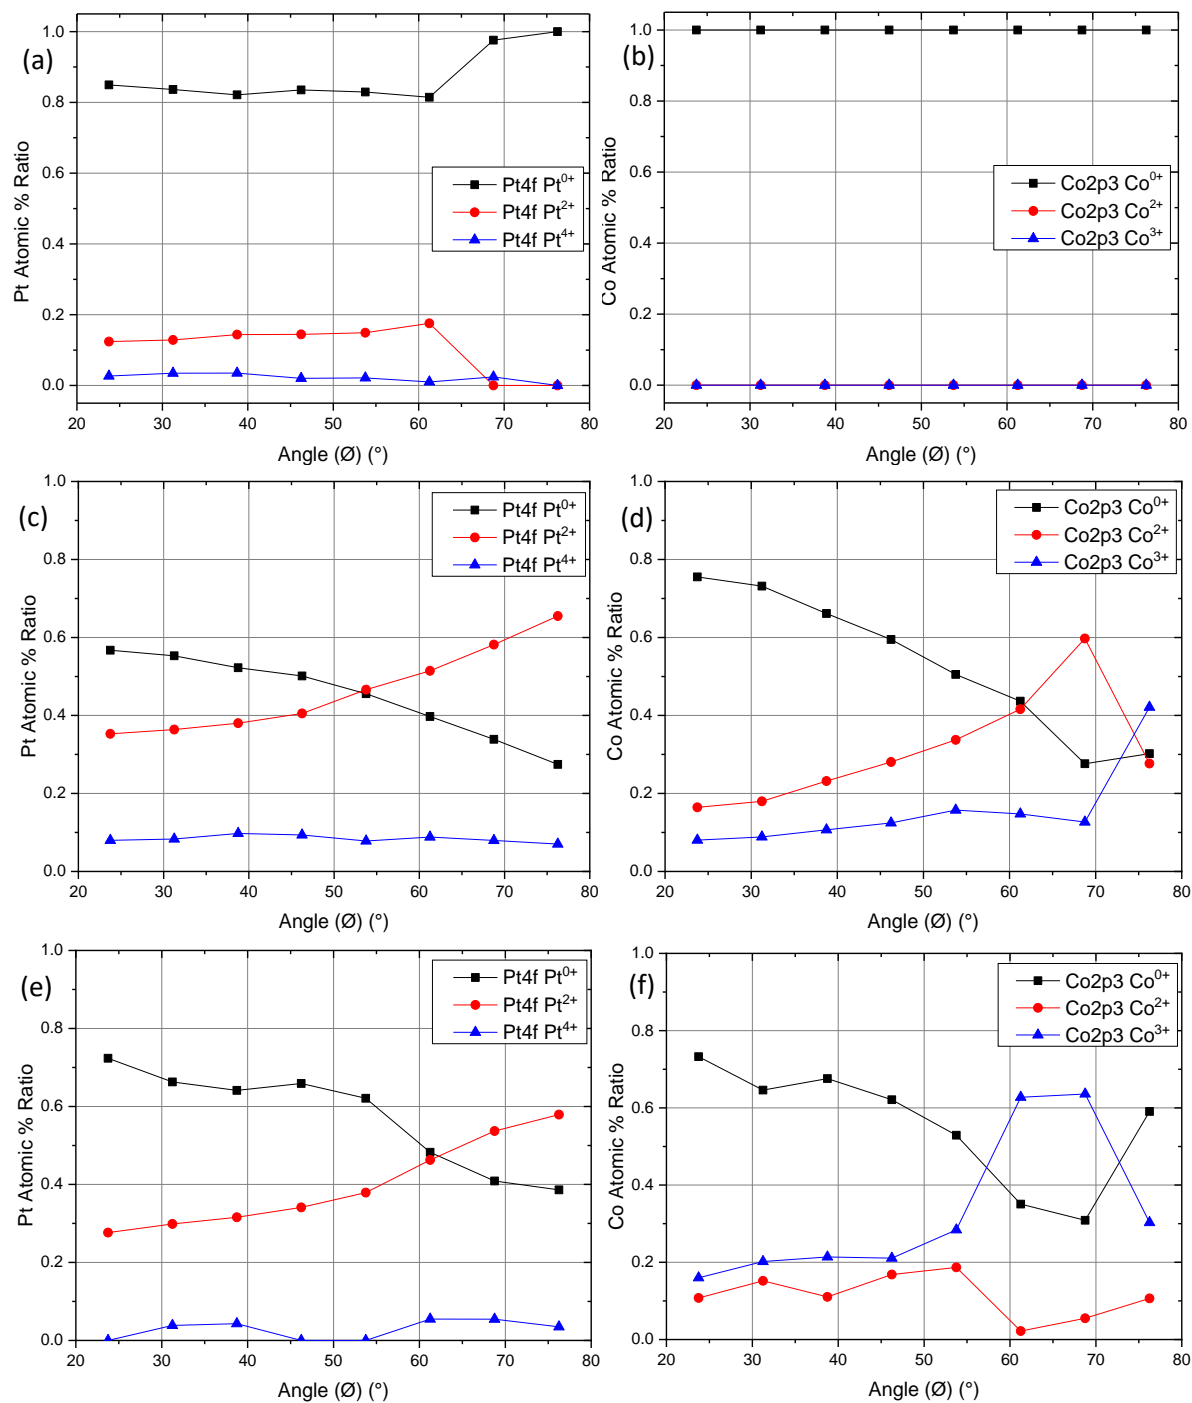 (a)
Pt Atomic % Ratio
1.0
0.8
0.6
0.4
0.2
0.0
Pt4f Pt0+
Pt4f Pt2+
Pt4f Pt4+
20 30 40 50 60 70 80
Angle (Ø) (°)
(b)
Co Atomic % Ratio
1.0
0.8
0.6
0.4
0.2
0.0
Co2p3 Co0+
Co2p3 Co2+
Co2p3 Co3+
20 30 40 50 60 70 80
Angle (Ø) (°)
(c)
Pt Atomic % Ratio
1.0
0.8
0.6
0.4
0.2
0.0
Pt4f Pt0+
Pt4f Pt2+
Pt4f Pt4+
20 30 40 50 60 70 80
Angle (Ø) (°)
(d)
Co Atomic % Ratio
1.0
0.8
0.6
0.4
0.2
0.0
Co2p3 Co0+
Co2p3 Co2+
Co2p3 Co3+
20 30 40 50 60 70 80
Angle (Ø) (°)
(e)
Pt Atomic % Ratio
1.0
0.8
0.6
0.4
0.2
0.0
Pt4f Pt0+
Pt4f Pt2+
Pt4f Pt4+
20 30 40 50 60 70 80
Angle (Ø) (°)
(f)
Co Atomic % Ratio
1.0
0.8
0.6
0.4
0.2
0.0
Co2p3 Co0+
Co2p3 Co2+
Co2p3 Co3+
20 30 40 50 60 70 80
Angle (Ø) (°)